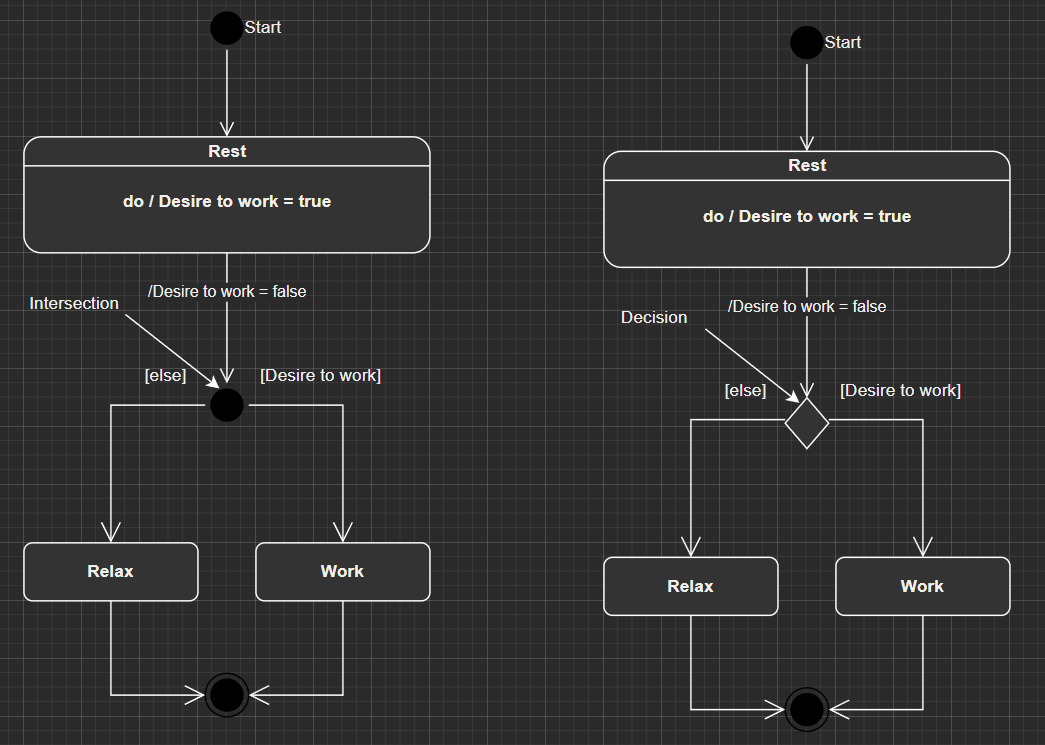 Start
Rest
do / Desire to work = true
/Desire to work = false
Intersection
[else]
[Desire to work]
Relax
Work
Start
Rest
do / Desire to work = true
/Desire to work = false
Decision
[else]
[Desire to work]
Relax
Work